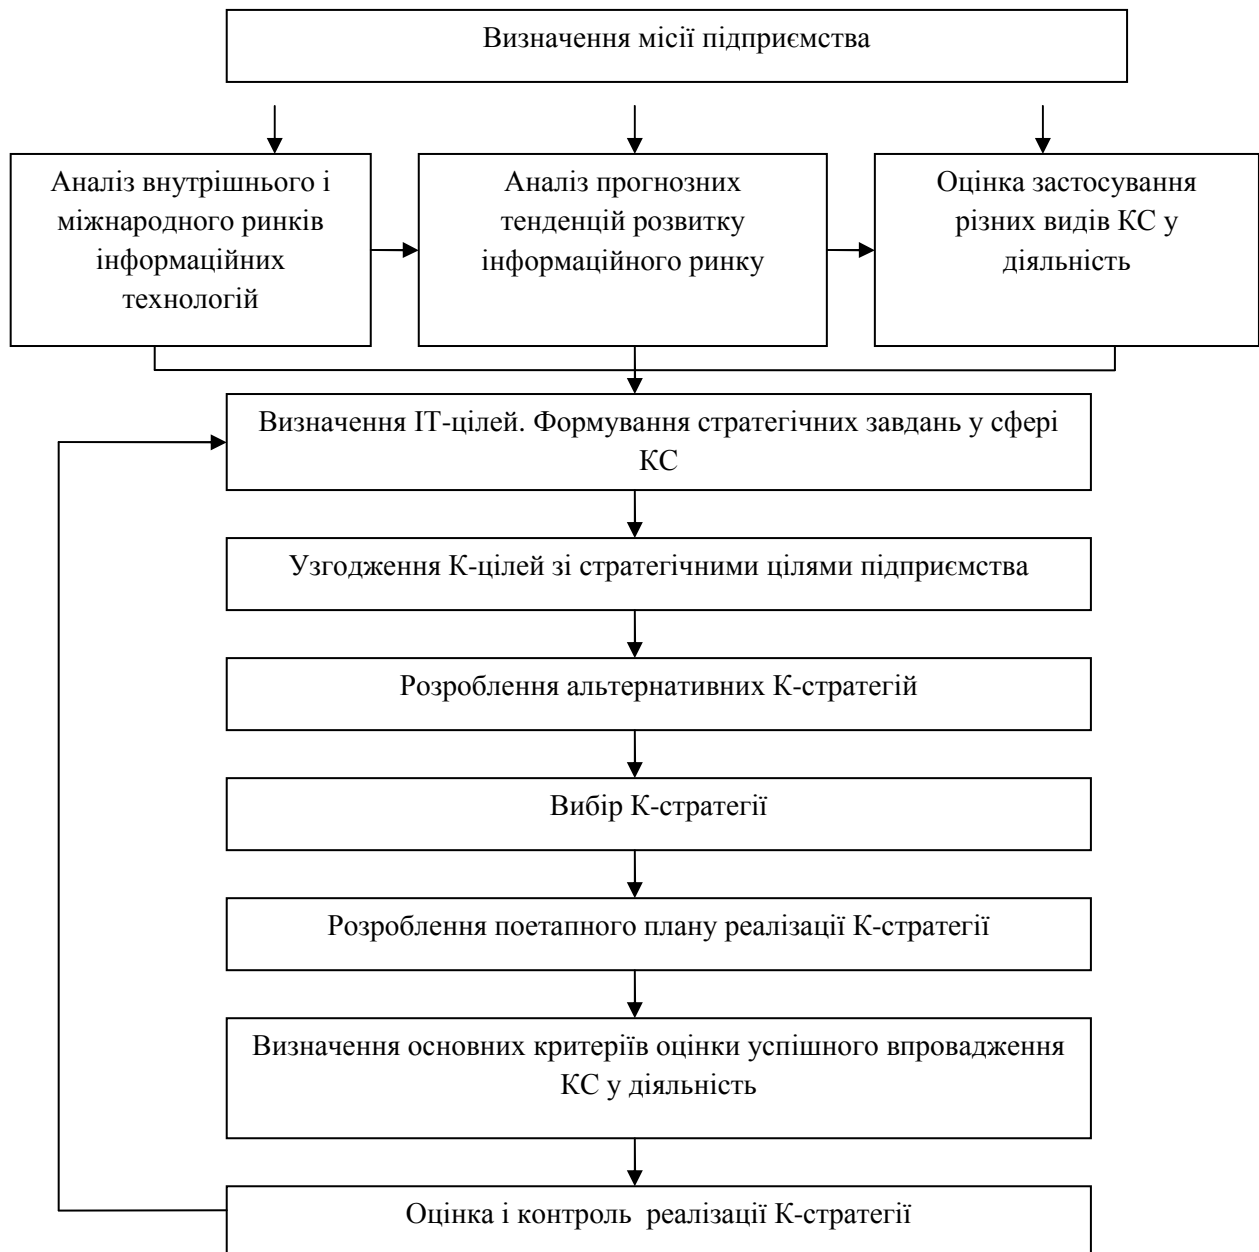 Визначення місії підприємства
Аналіз внутрішнього і
міжнародного ринків
інформаційних
технологій
Аналіз прогнозних
тенденцій розвитку
інформаційного ринку
Оцінка застосування
різних видів КС у
діяльність
Визначення ІТ-цілей. Формування стратегічних завдань у сфері
КС
Узгодження К-цілей зі стратегічними цілями підприємства
Розроблення альтернативних К-стратегій
Вибір К-стратегії
Розроблення поетапного плану реалізації К-стратегії
Визначення основних критеріїв оцінки успішного впровадження
КС у діяльність
Оцінка і контроль  реалізації К-стратегії